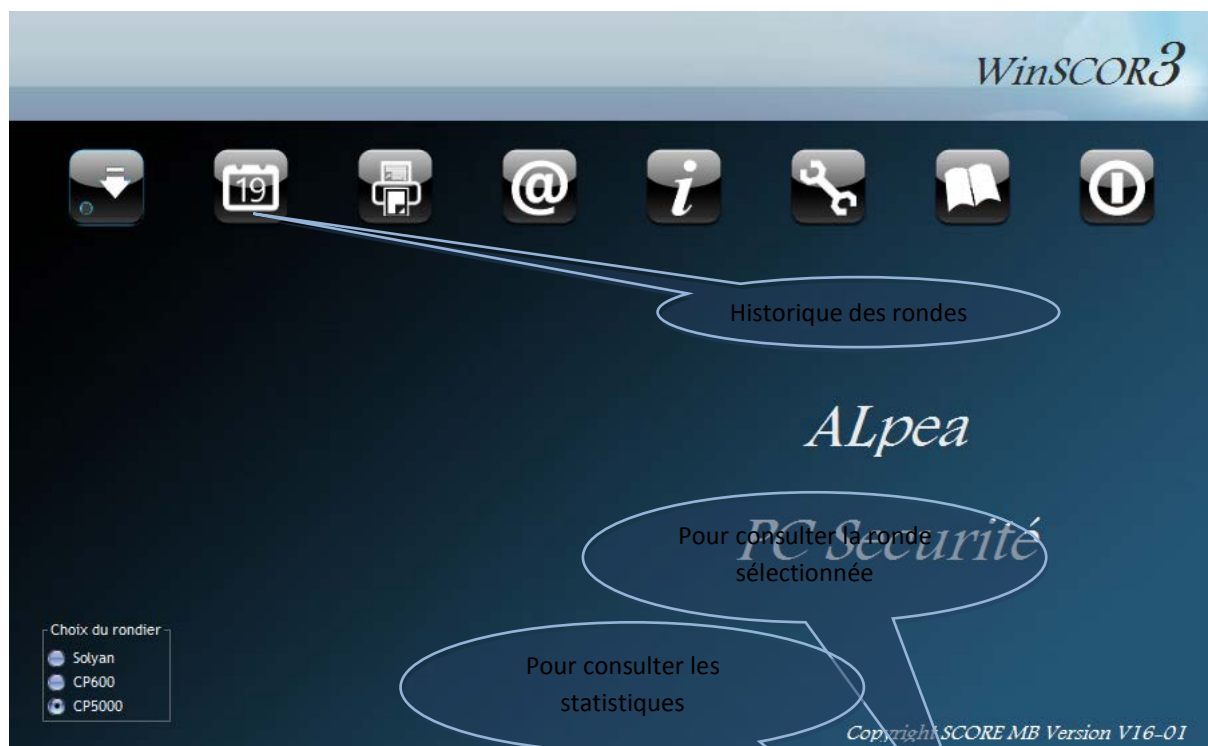 WinSCOR3
19
@
i
Historique des rondes
ALpea
PC Securité
Pour consulter la ronde
sélectionnée
Choix du rondier
Solyan
CP600
CP5000
Pour consulter les
statistiques
Copyright SCORE MB Version V16-01